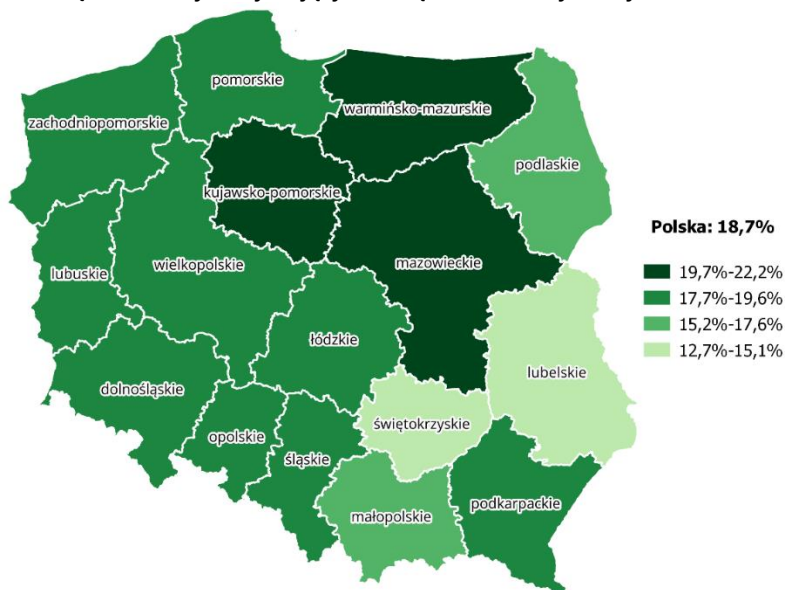 pomorskie
warmińsko-mazurskie
zachodniopomorskie
podlaskie
kujawsko-pomorskie
Polska: 18,7%
mazowieckie
wielkopolskie
lubuskie
19,7%-22,2%
17,7%-19,6%
15,2%-17,6%
12,7%-15,1%
łódzkie
lubelskie
dolnośląskie
świętokrzyskie
opolskie
śląskie
podkarpackie
małopolskie